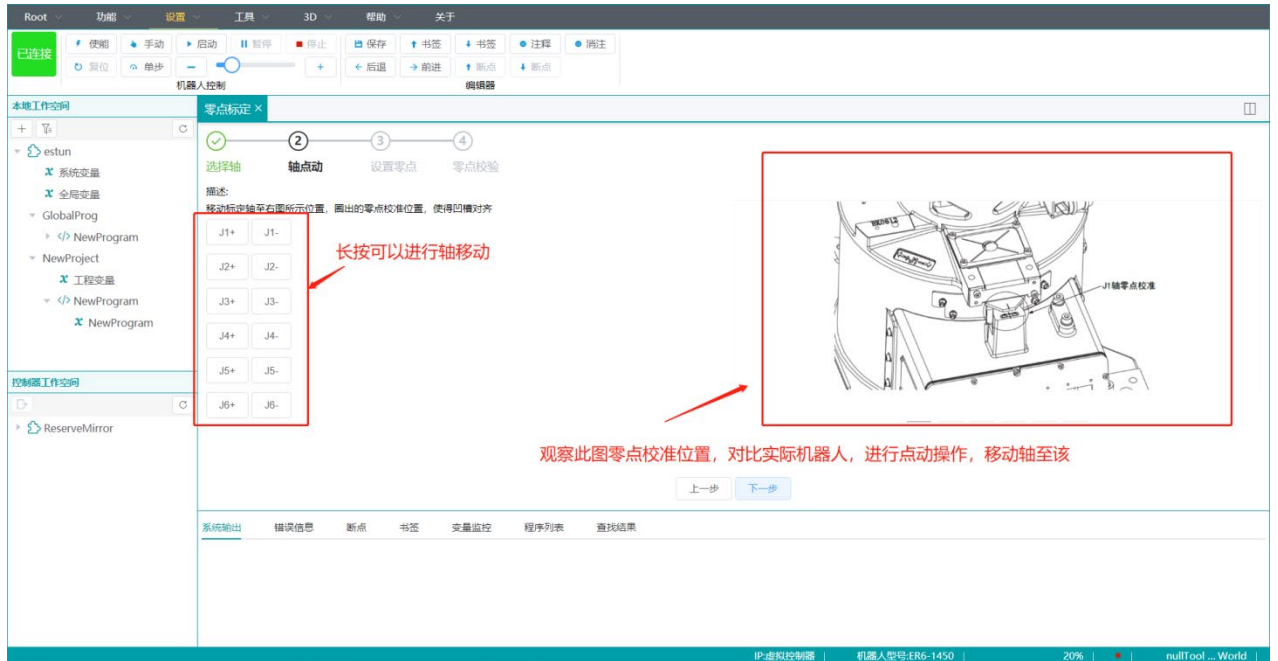 Root 功能 设置 工具 3D 帮助 关于
已连接
使能 手动 启动 暂停 停止 保存 书签 书签 注释 消注
复位 单步 后退 前进 断点 断点
机器人控制 编辑器
本地工作空间
零点标定 ×
estun
系统变量
全局变量
GlobalProg
NewProgram
NewProject
工程变量
NewProgram
NewProgram
控制器工作空间
ReserveMirror
2 3 4
选择轴 轴点动 设置零点 零点校验
描述:
移动标定轴至右图所示位置，圈出的零点校准位置，使得凹槽对齐
J1+ J1-
J2+ J2-
J3+ J3-
J4+ J4-
J5+ J5-
J6+ J6-
长按可以进行轴移动
J1轴零点校准
观察此图零点校准位置，对比实际机器人，进行点动操作，移动轴至该
上一步 下一步
系统输出 错误信息 断点 书签 变量监控 程序列表 查找结果
IP:虚拟控制器 | 机器人型号:ER6-1450 | 20% | | nullTool ... World |